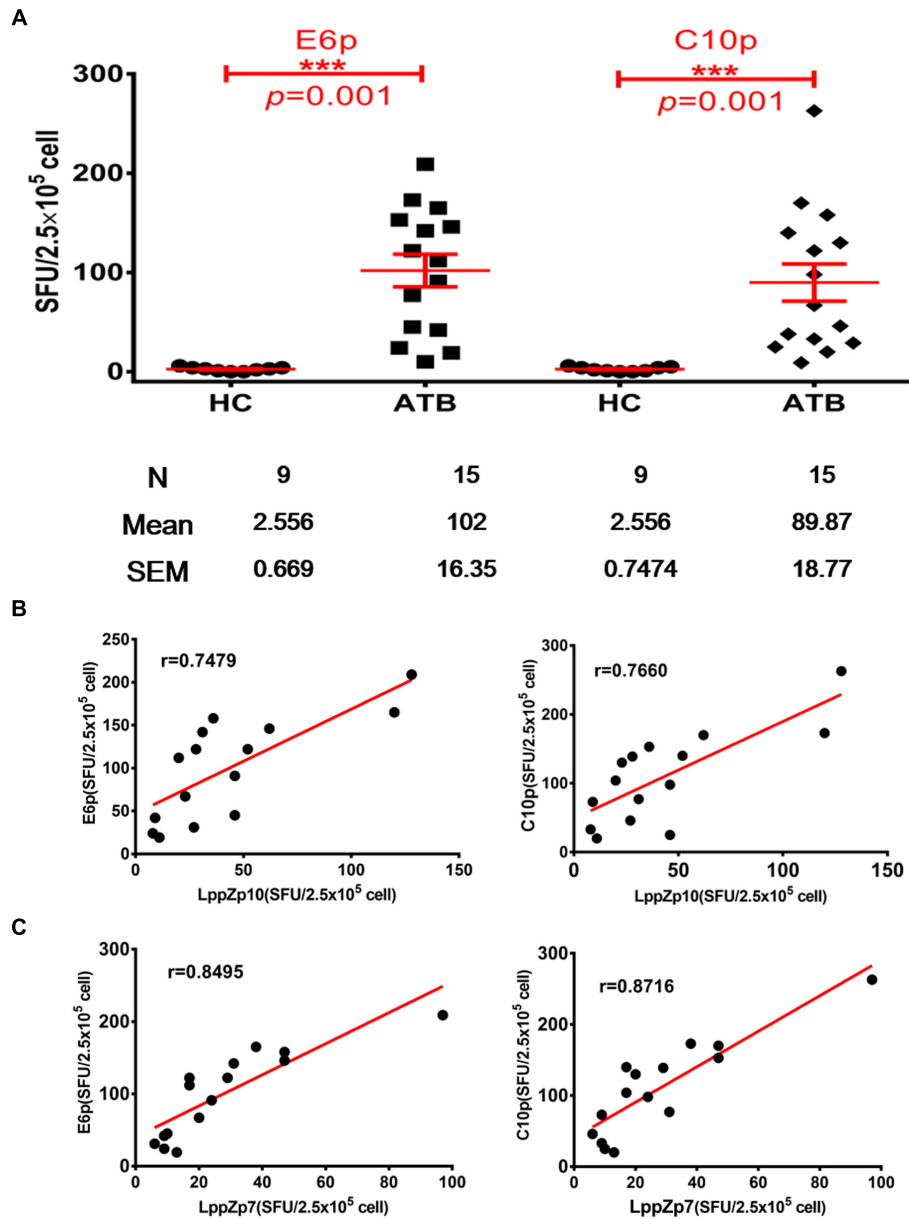 A
E6p
C10p
***
***
p=0.001
p=0.001
300
200
100
0
SFU/2.5×10⁵ cell
HC
ATB
HC
ATB
N 9 15 9 15
Mean 2.556 102 2.556 89.87
SEM 0.669 16.35 0.7474 18.77
B
r=0.7479
250
200
150
100
50
0
E6p(SFU/2.5x10⁵ cell)
0 50 100 150
LppZp10(SFU/2.5x10⁵ cell)
r=0.7660
300
200
100
0
C10p(SFU/2.5x10⁵ cell)
0 50 100 150
LppZp10(SFU/2.5x10⁵ cell)
C
r=0.8495
300
200
100
0
E6p(SFU/2.5x10⁵ cell)
0 20 40 60 80 100
LppZp7(SFU/2.5x10⁵ cell)
r=0.8716
300
200
100
0
C10p(SFU/2.5x10⁵ cell)
0 20 40 60 80 100
LppZp7(SFU/2.5x10⁵ cell)